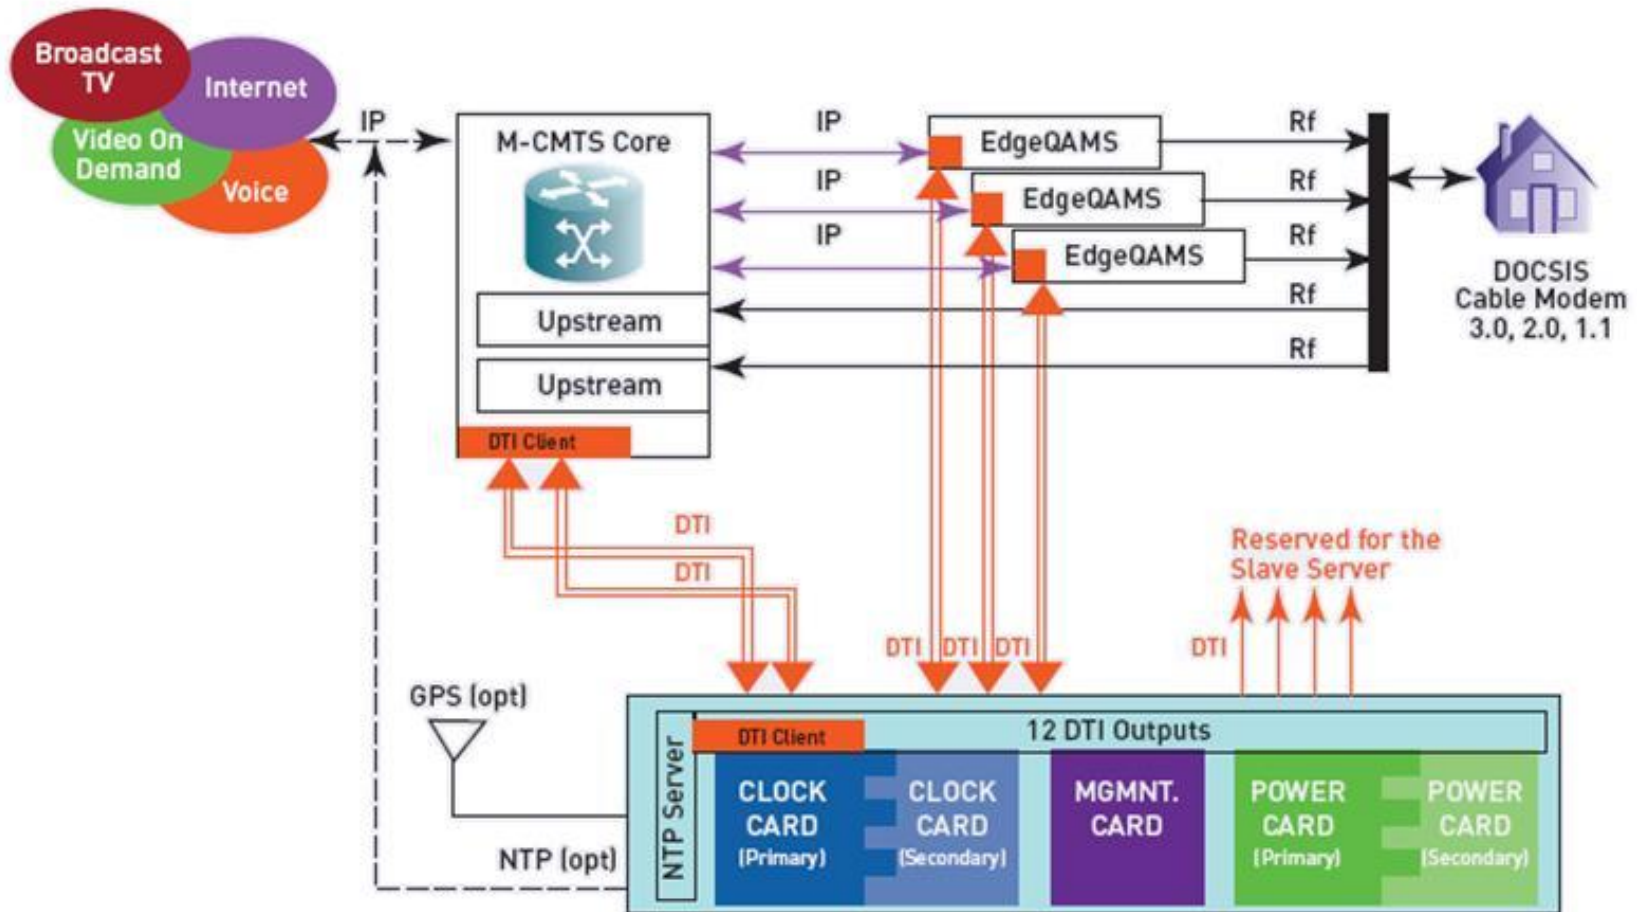 Broadcast
TV
Internet
Video On
Demand
Voice
IP
M-CMTS Core
Upstream
Upstream
DTI Client
IP
IP
IP
EdgeQAMS
EdgeQAMS
EdgeQAMS
Rf
Rf
Rf
Rf
Rf
DOCSIS
Cable Modem
3.0, 2.0, 1.1
DTI
DTI
DTI
DTI
DTI
Reserved for the
Slave Server
DTI
GPS (opt)
NTP (opt)
NTP Server
DTI Client
12 DTI Outputs
CLOCK
CARD
(Primary)
CLOCK
CARD
(Secondary)
MGMNT.
CARD
POWER
CARD
(Primary)
POWER
CARD
(Secondary)